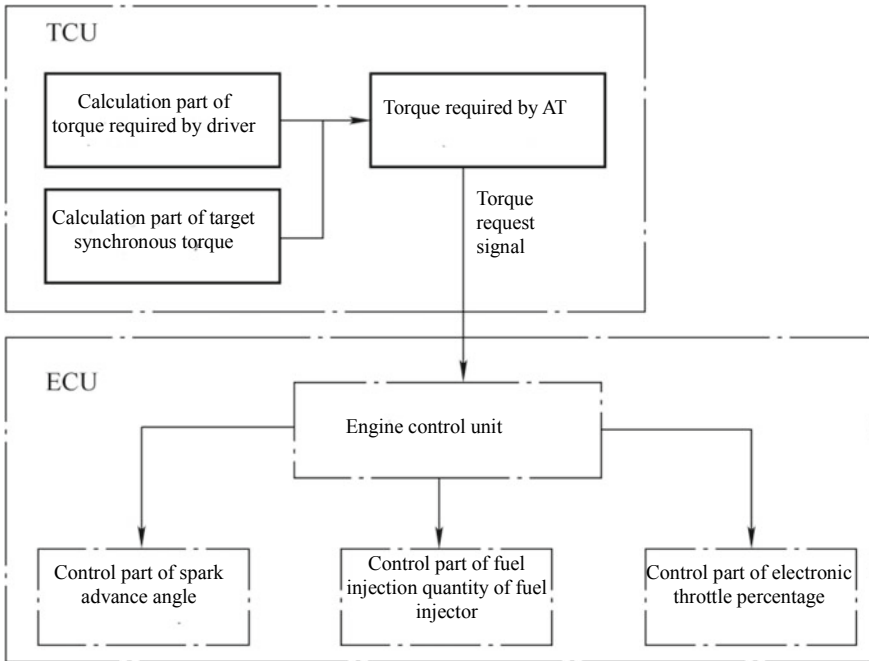 TCU
Calculation part of
torque required by driver
Torque required by AT
Calculation part of target
synchronous torque
Torque
request
signal
ECU
Engine control unit
Control part of spark
advance angle
Control part of fuel
injection quantity of fuel
injector
Control part of electronic
throttle percentage